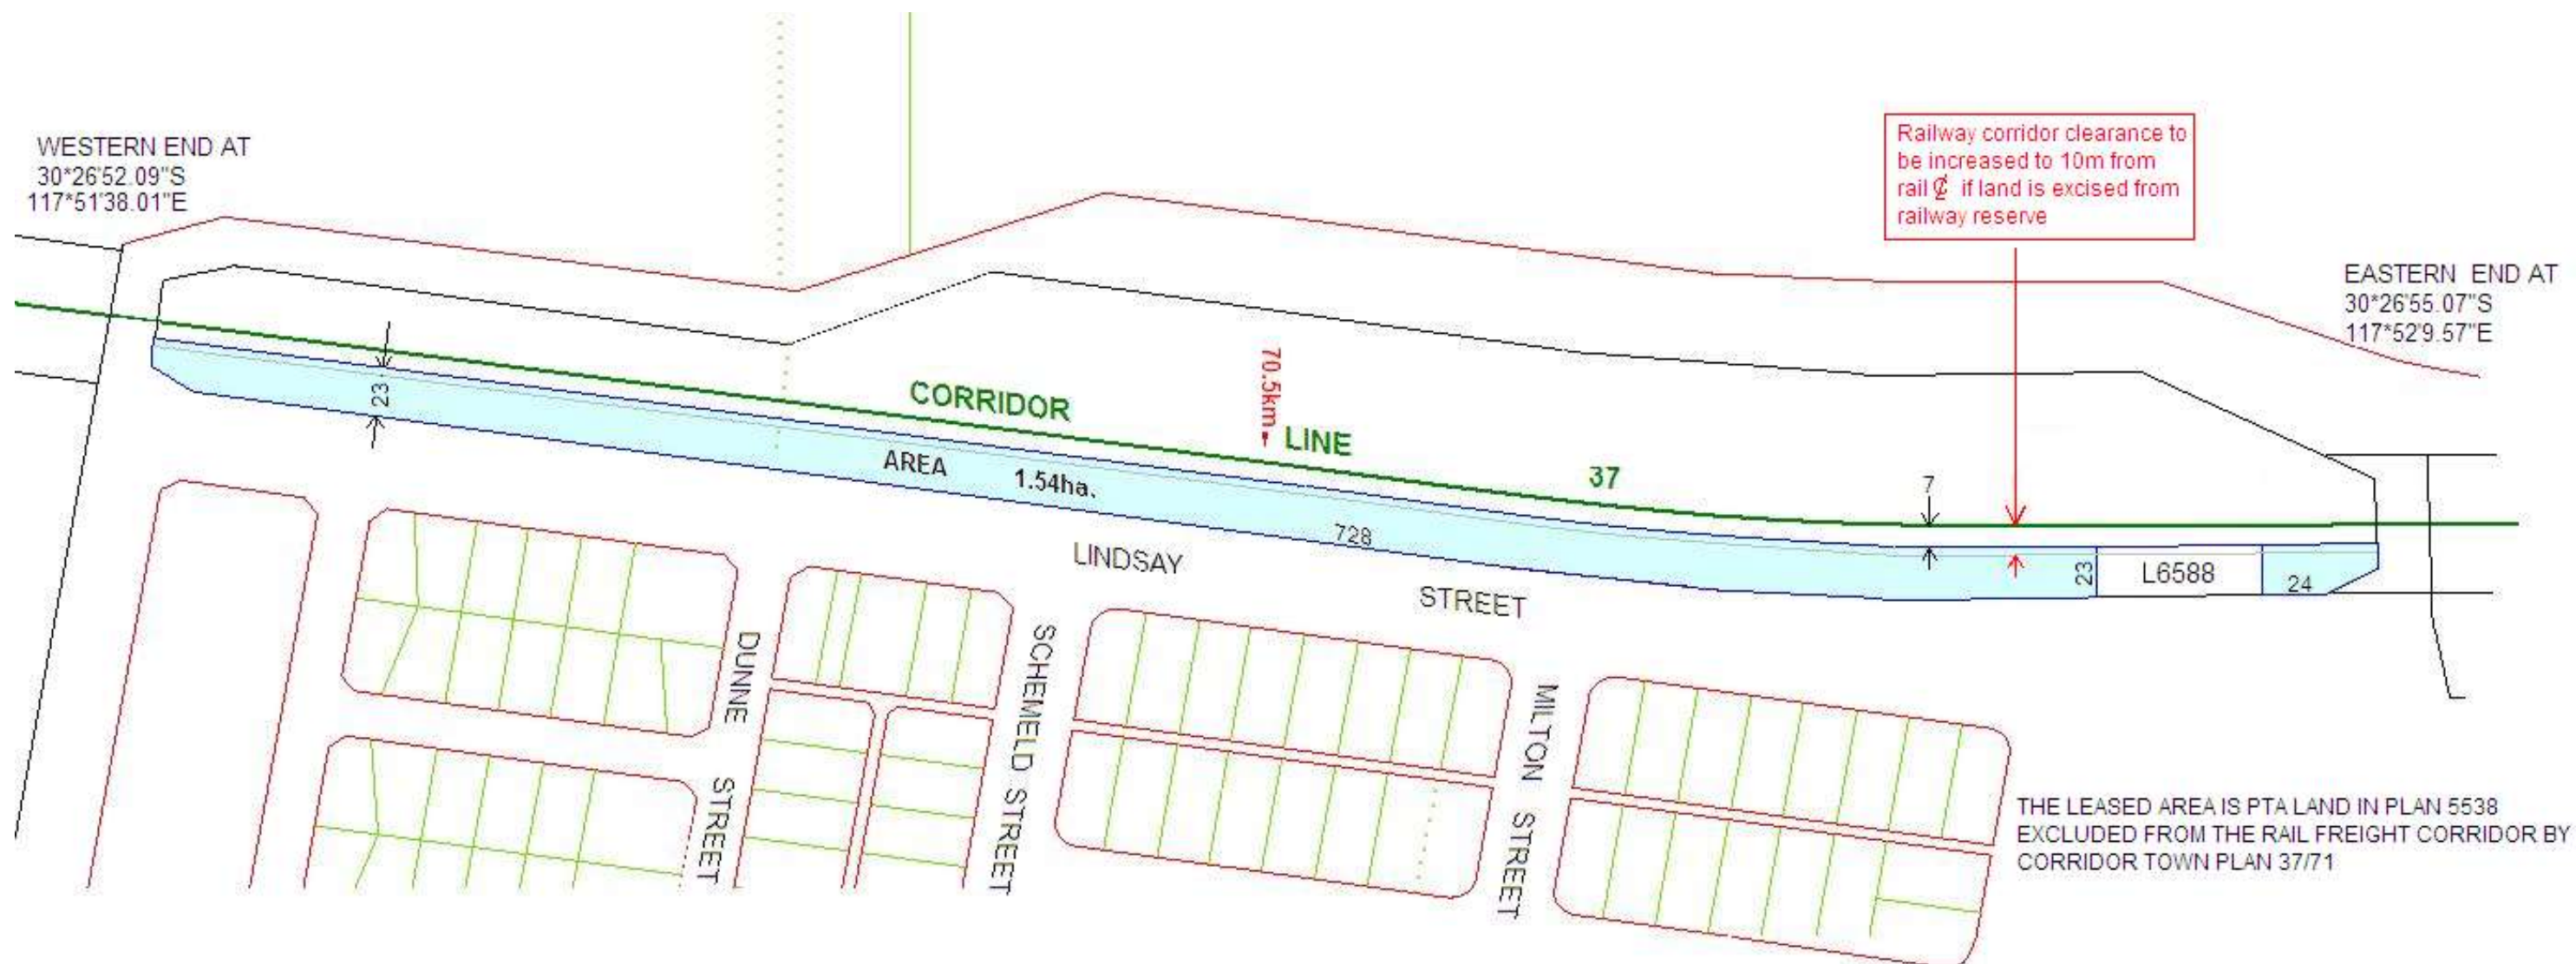 WESTERN END AT
30*26'52.09"S
117*51'38.01"E
Railway corridor clearance to
be increased to 10m from
rail ₵ if land is excised from
railway reserve
EASTERN END AT
30*26'55.07"S
117*52'9.57"E
23
CORRIDOR
70.5km
LINE
37
7
AREA 1.54ha.
728
LINDSAY
STREET
23
L6588
24
DUNNE
STREET
SCHEMELD STREET
MILTON STREET
THE LEASED AREA IS PTA LAND IN PLAN 5538
EXCLUDED FROM THE RAIL FREIGHT CORRIDOR BY
CORRIDOR TOWN PLAN 37/71